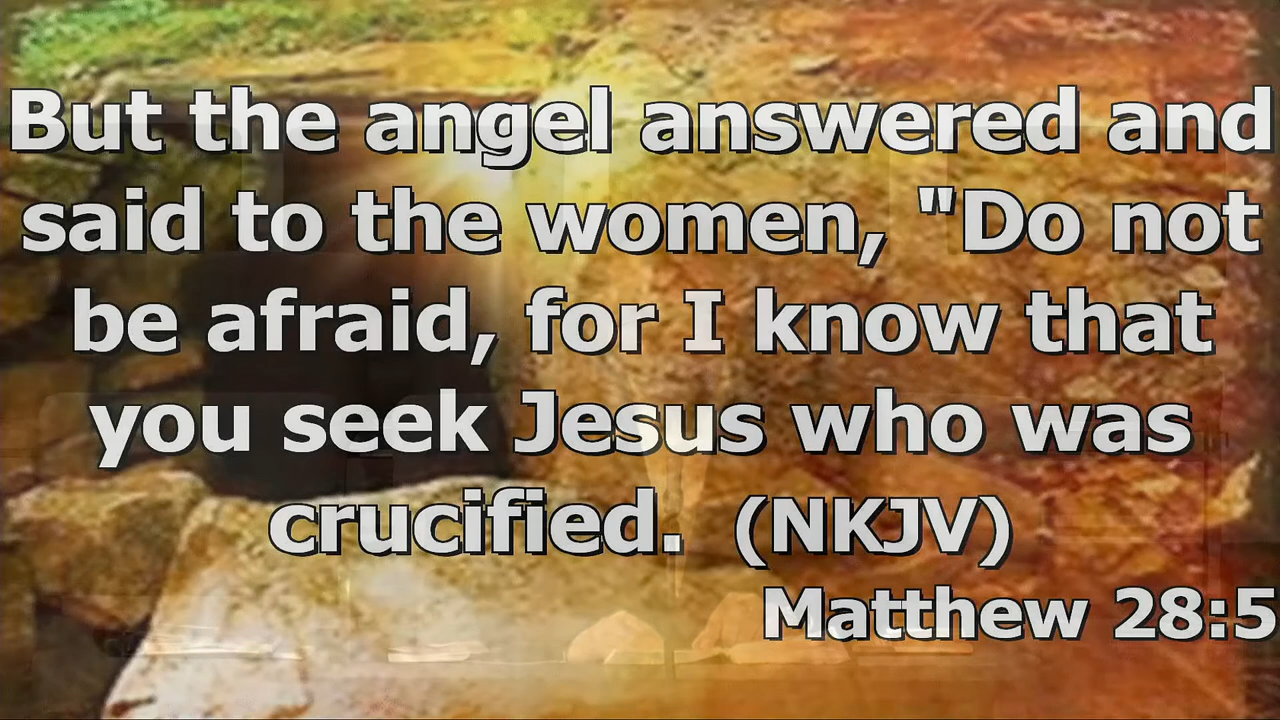 But the angel answered and
said to the women, "Do not
be afraid, for I know that
you seek Jesus who was
crucified. (NKJV)
Matthew 28:5